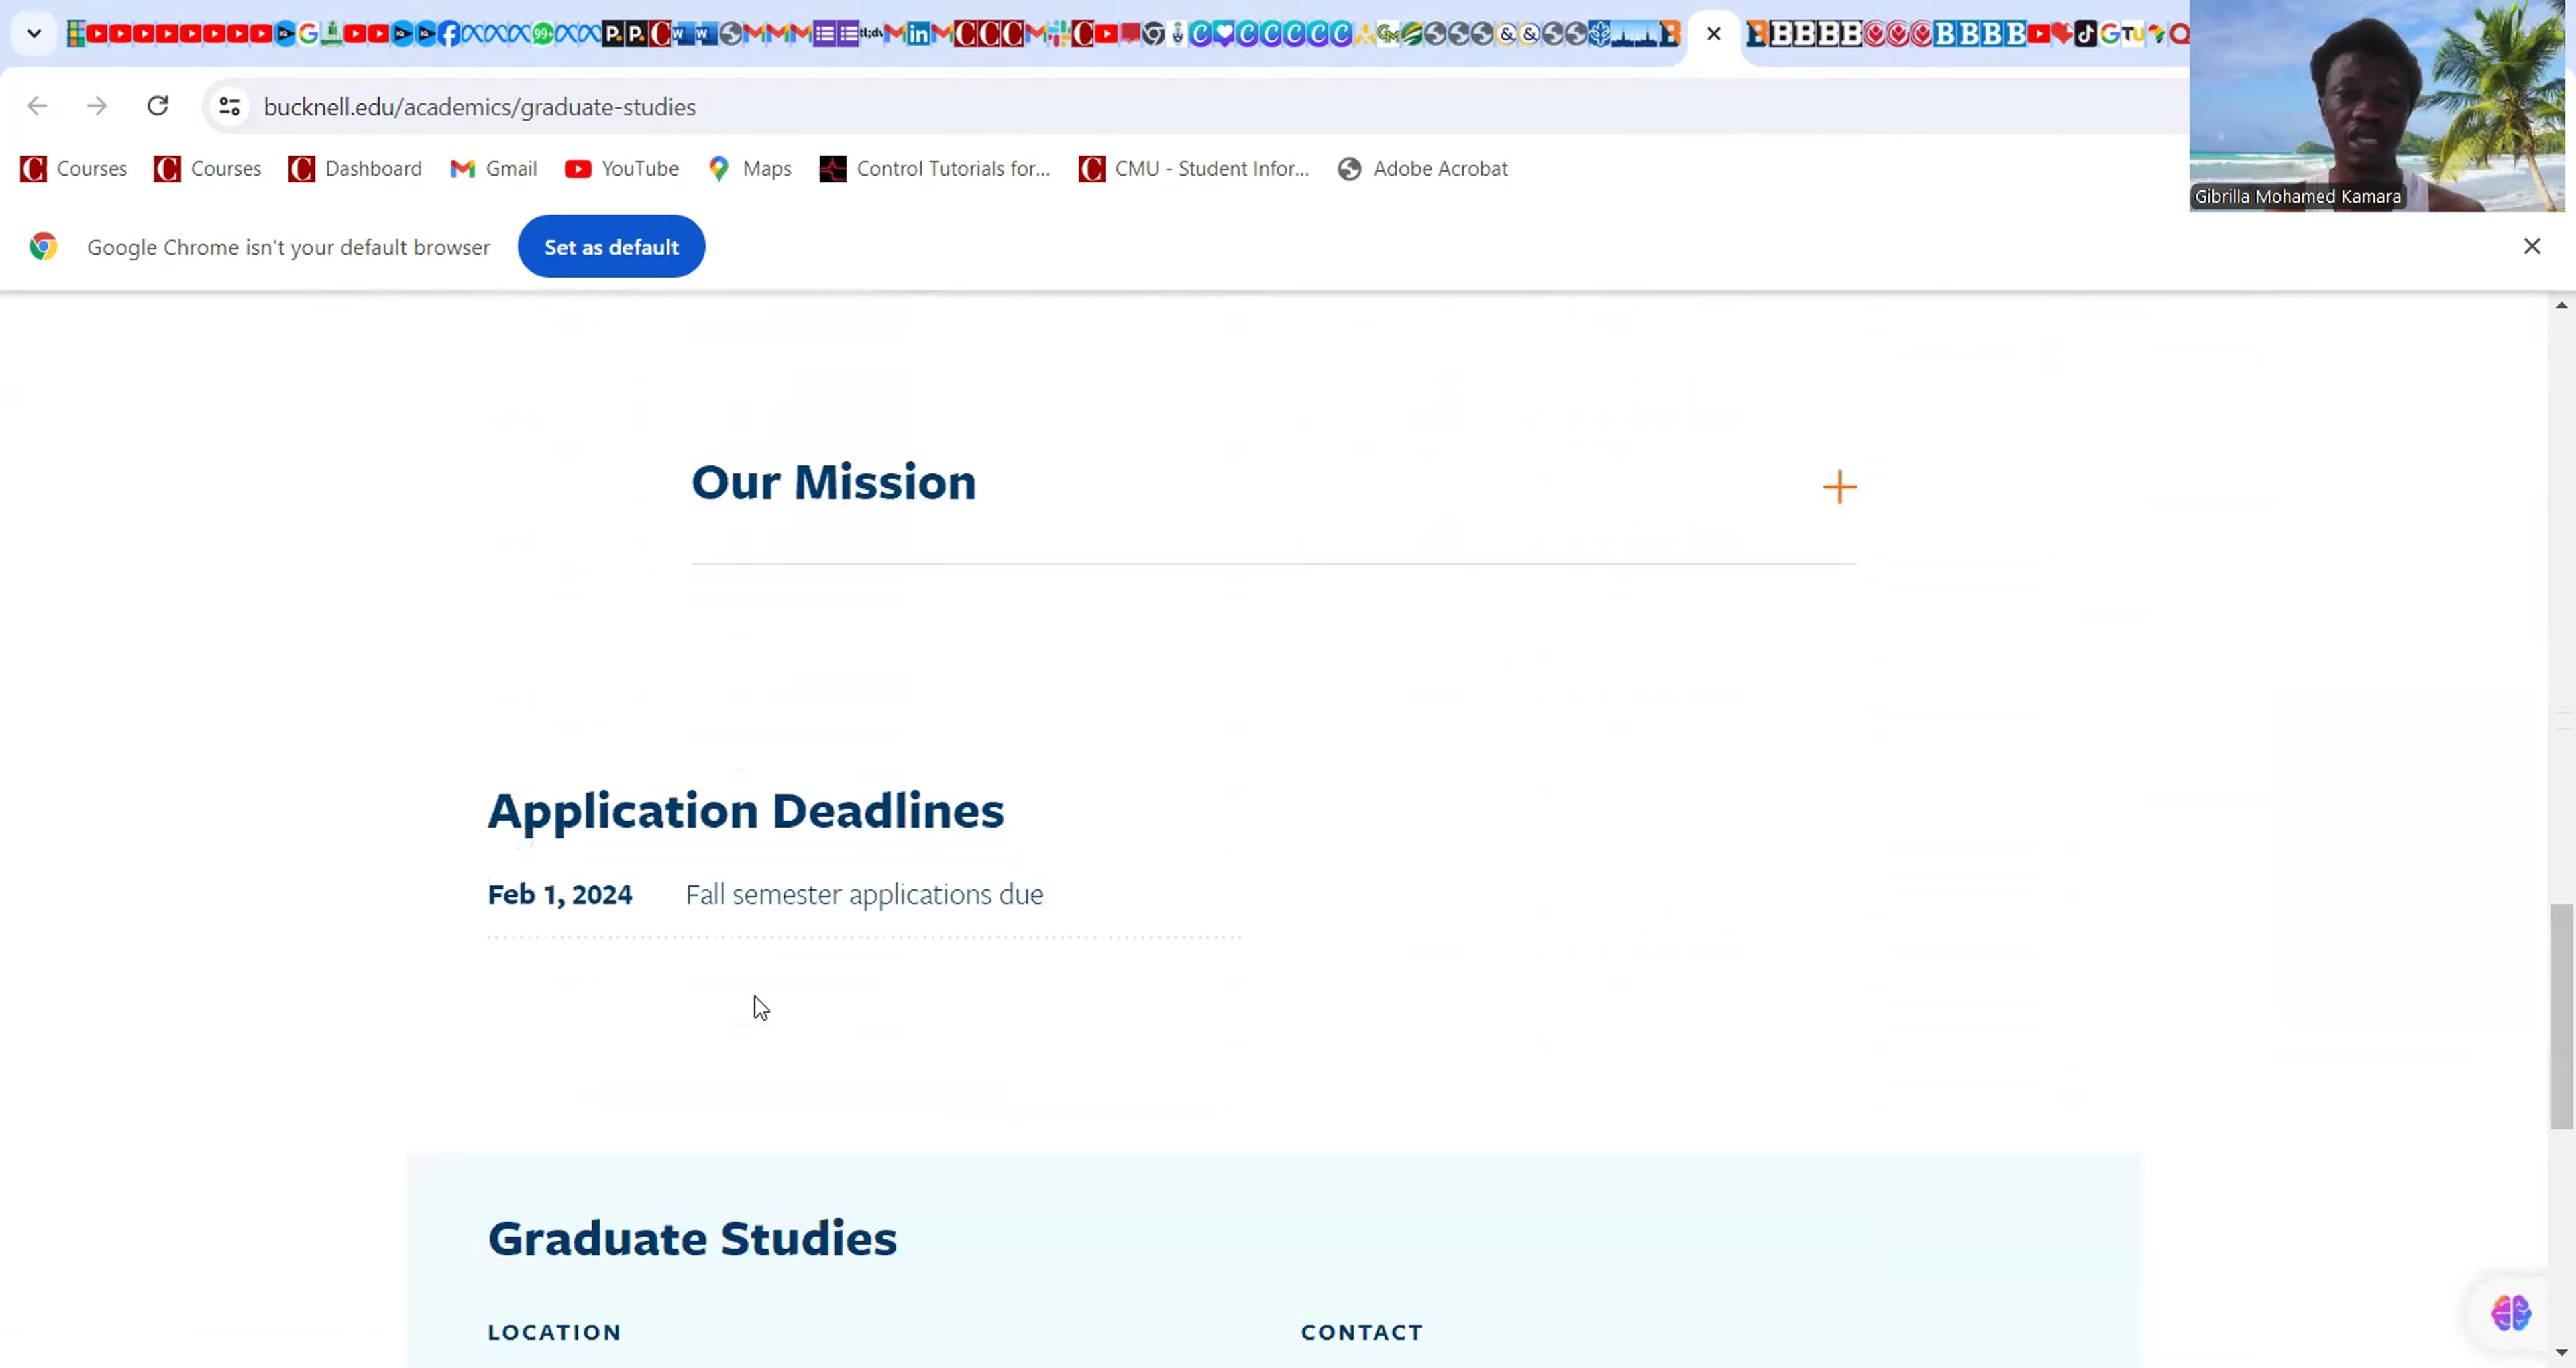 bucknell.edu/academics/graduate-studies
Courses Courses Dashboard Gmail YouTube Maps Control Tutorials for... CMU - Student Infor... Adobe Acrobat
Gibrilla Mohamed Kamara
Google Chrome isn't your default browser Set as default
Our Mission
Application Deadlines
Feb 1, 2024 Fall semester applications due
Graduate Studies
LOCATION CONTACT